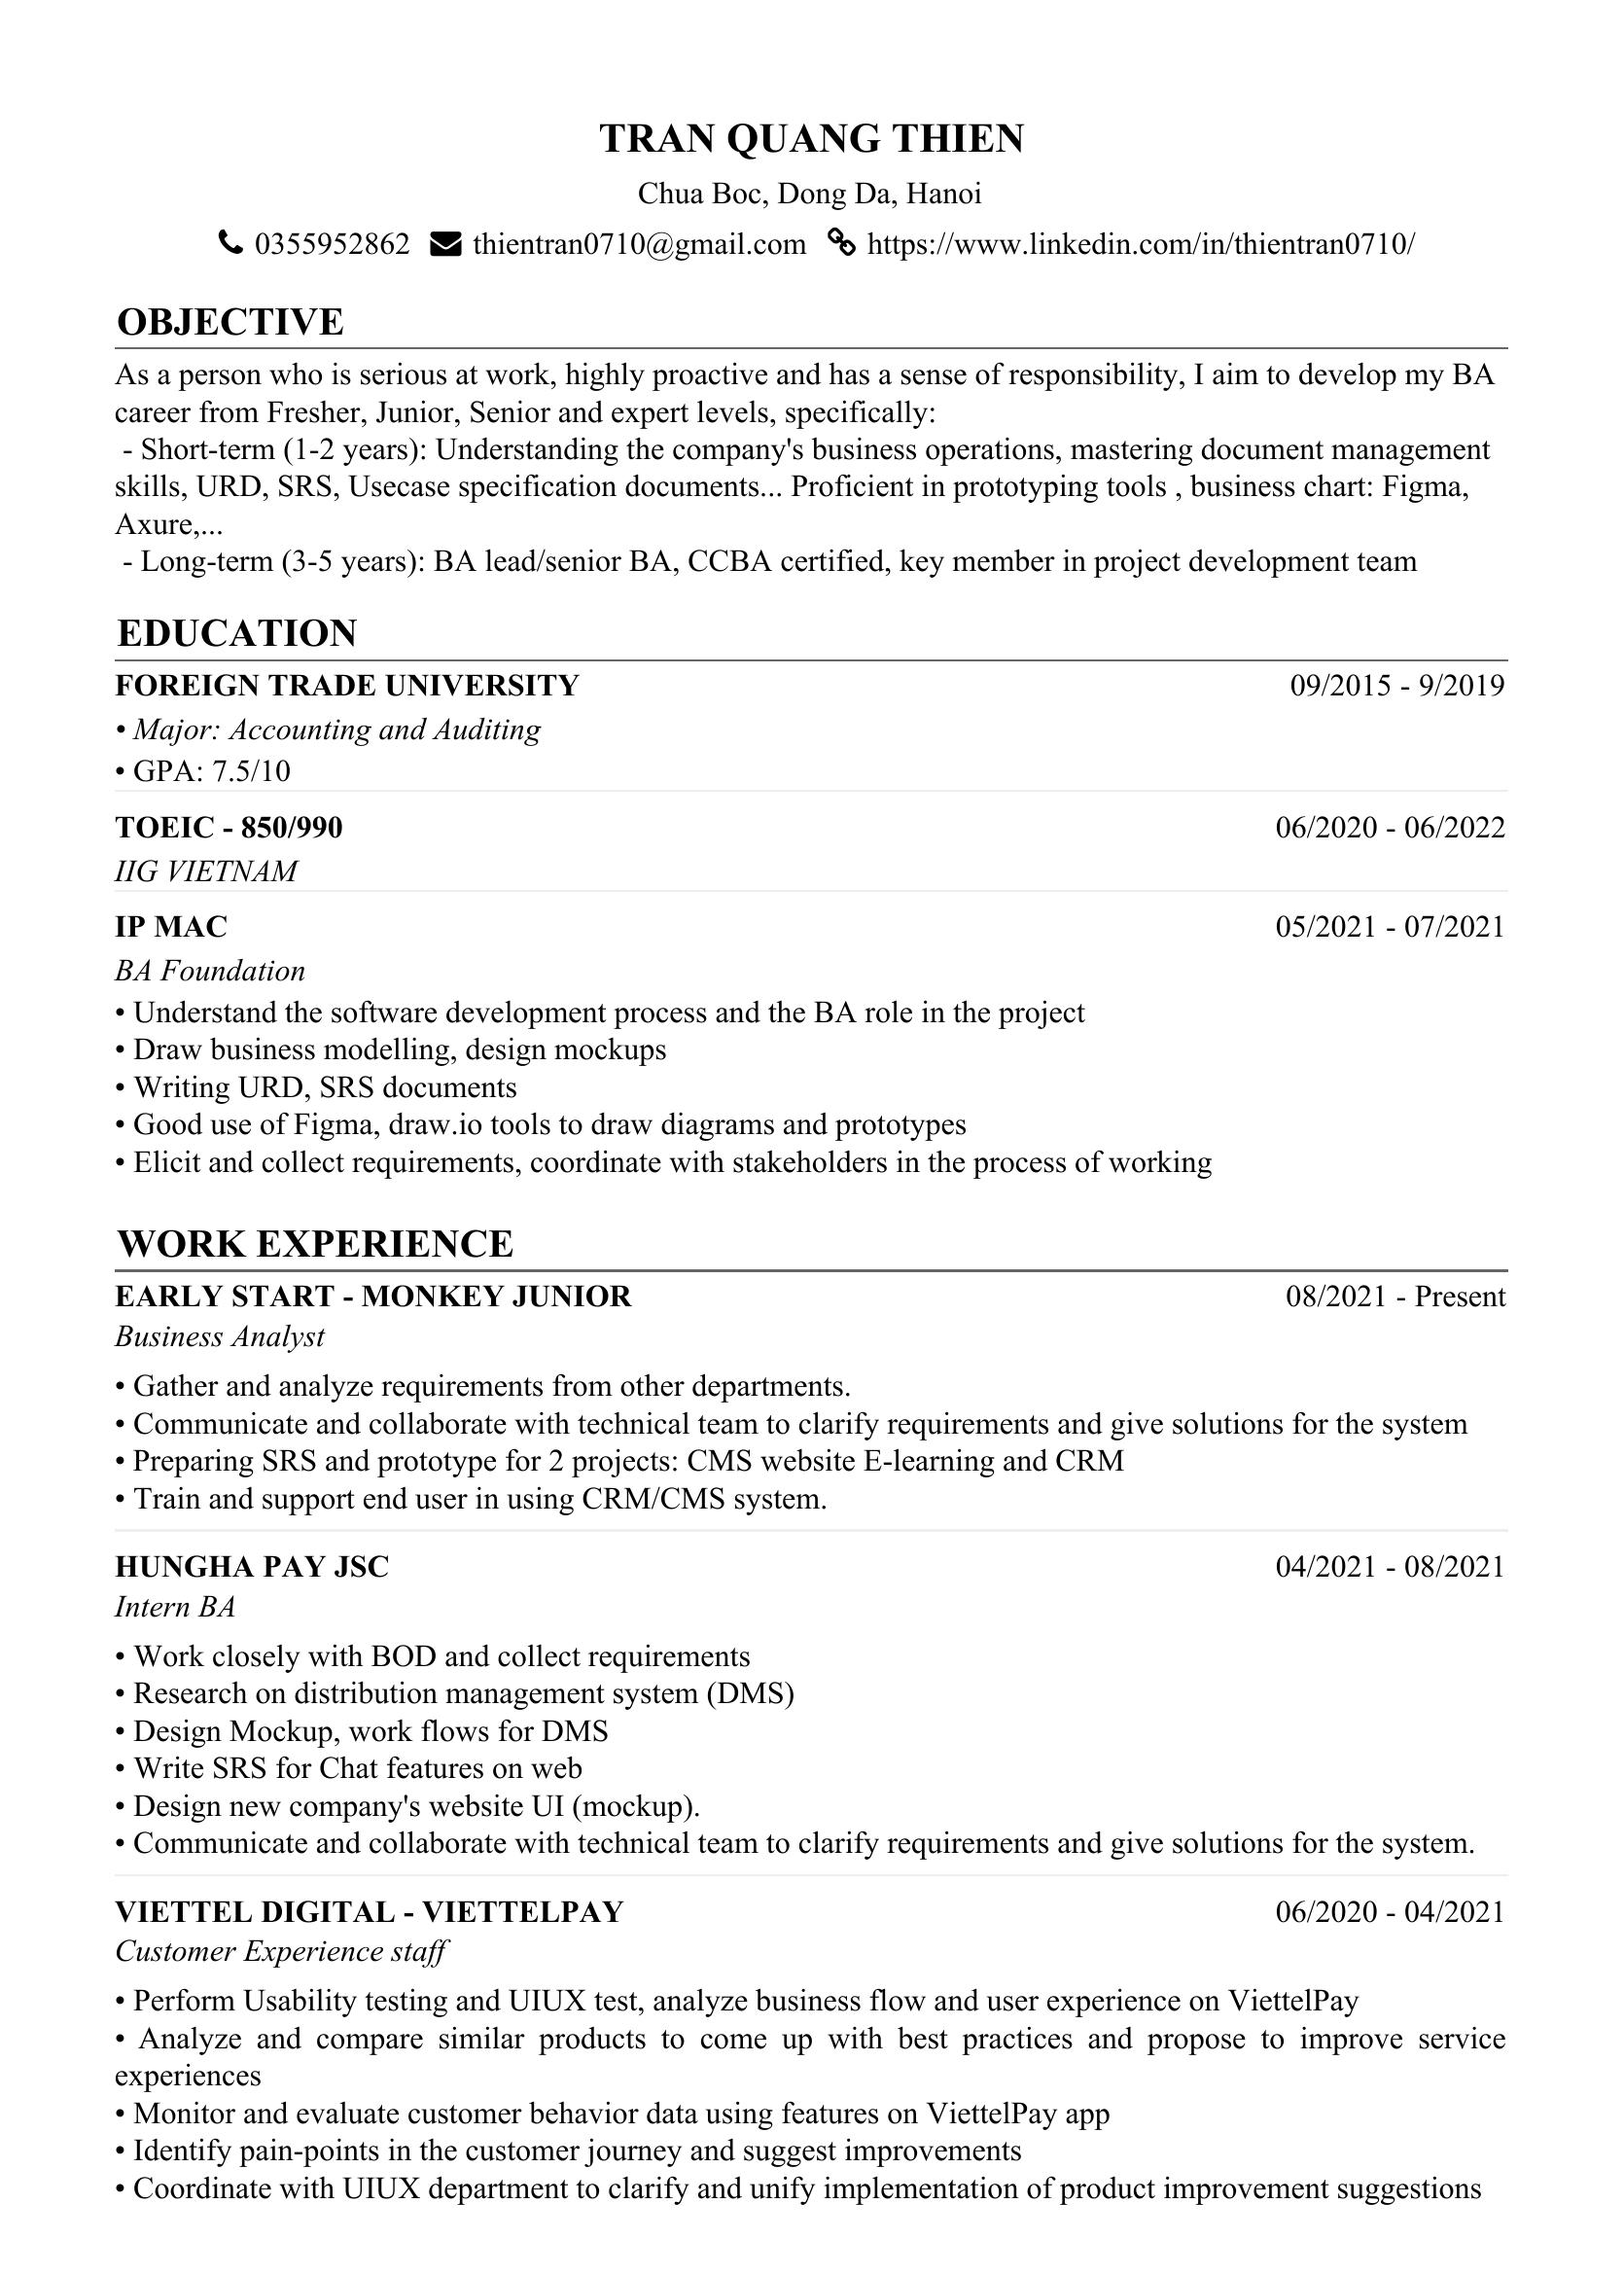 TRAN QUANG THIEN
Chua Boc, Dong Da, Hanoi
0355952862 thientran0710@gmail.com https://www.linkedin.com/in/thientran0710/
OBJECTIVE
As a person who is serious at work, highly proactive and has a sense of responsibility, I aim to develop my BA
career from Fresher, Junior, Senior and expert levels, specifically:
- Short-term (1-2 years): Understanding the company's business operations, mastering document management
skills, URD, SRS, Usecase specification documents... Proficient in prototyping tools , business chart: Figma,
Axure,...
- Long-term (3-5 years): BA lead/senior BA, CCBA certified, key member in project development team
EDUCATION
FOREIGN TRADE UNIVERSITY 09/2015 - 9/2019
• Major: Accounting and Auditing
• GPA: 7.5/10
TOEIC - 850/990 06/2020 - 06/2022
IIG VIETNAM
IP MAC 05/2021 - 07/2021
BA Foundation
• Understand the software development process and the BA role in the project
• Draw business modelling, design mockups
• Writing URD, SRS documents
• Good use of Figma, draw.io tools to draw diagrams and prototypes
• Elicit and collect requirements, coordinate with stakeholders in the process of working
WORK EXPERIENCE
EARLY START - MONKEY JUNIOR 08/2021 - Present
Business Analyst
• Gather and analyze requirements from other departments.
• Communicate and collaborate with technical team to clarify requirements and give solutions for the system
• Preparing SRS and prototype for 2 projects: CMS website E-learning and CRM
• Train and support end user in using CRM/CMS system.
HUNGHA PAY JSC 04/2021 - 08/2021
Intern BA
• Work closely with BOD and collect requirements
• Research on distribution management system (DMS)
• Design Mockup, work flows for DMS
• Write SRS for Chat features on web
• Design new company's website UI (mockup).
• Communicate and collaborate with technical team to clarify requirements and give solutions for the system.
VIETTEL DIGITAL - VIETTELPAY 06/2020 - 04/2021
Customer Experience staff
• Perform Usability testing and UIUX test, analyze business flow and user experience on ViettelPay
• Analyze and compare similar products to come up with best practices and propose to improve service
experiences
• Monitor and evaluate customer behavior data using features on ViettelPay app
• Identify pain-points in the customer journey and suggest improvements
• Coordinate with UIUX department to clarify and unify implementation of product improvement suggestions